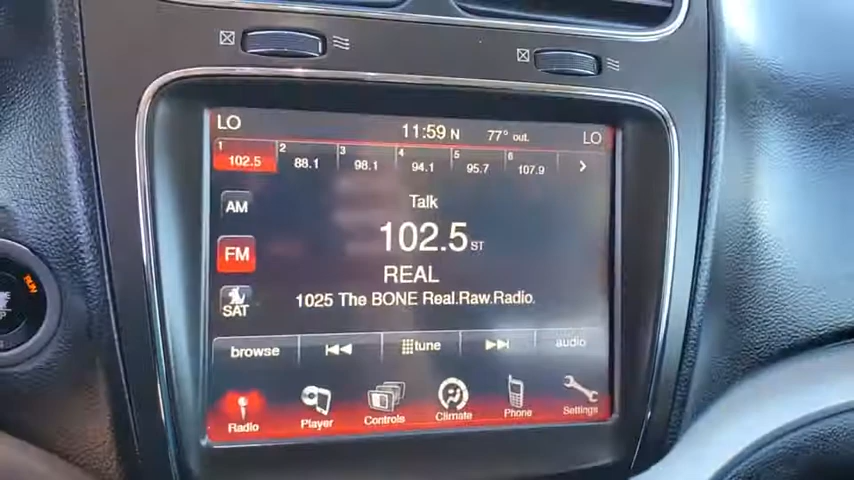 LO 11:59 N 77° out. LO
1 102.5 2 88.1 3 98.1 4 94.1 5 95.7 6 107.9
Talk
AM
102.5 ST
FM
REAL
1025 The BONE Real.Raw.Radio.
SAT
browse tune audio
Radio Player Controls Climate Phone Settings
RUN